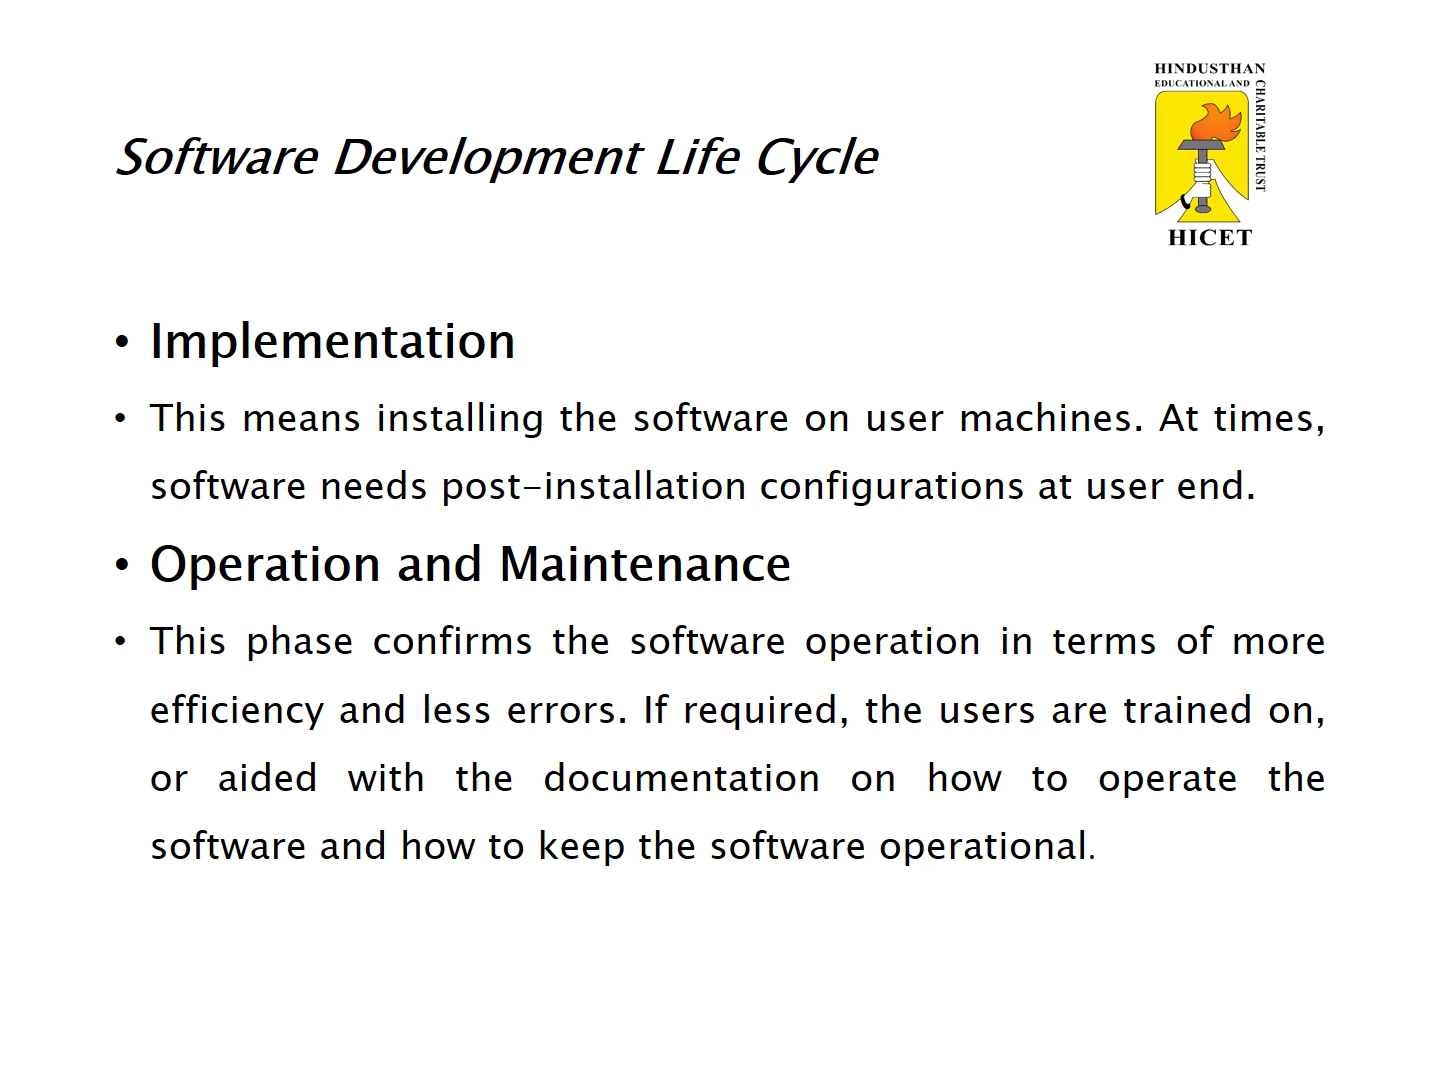 HINDUSTHAN
EDUCATIONAL AND
CHARITABLE TRUST
HICET
Software Development Life Cycle
• Implementation
• This means installing the software on user machines. At times,
software needs post-installation configurations at user end.
• Operation and Maintenance
• This phase confirms the software operation in terms of more
efficiency and less errors. If required, the users are trained on,
or aided with the documentation on how to operate the
software and how to keep the software operational.